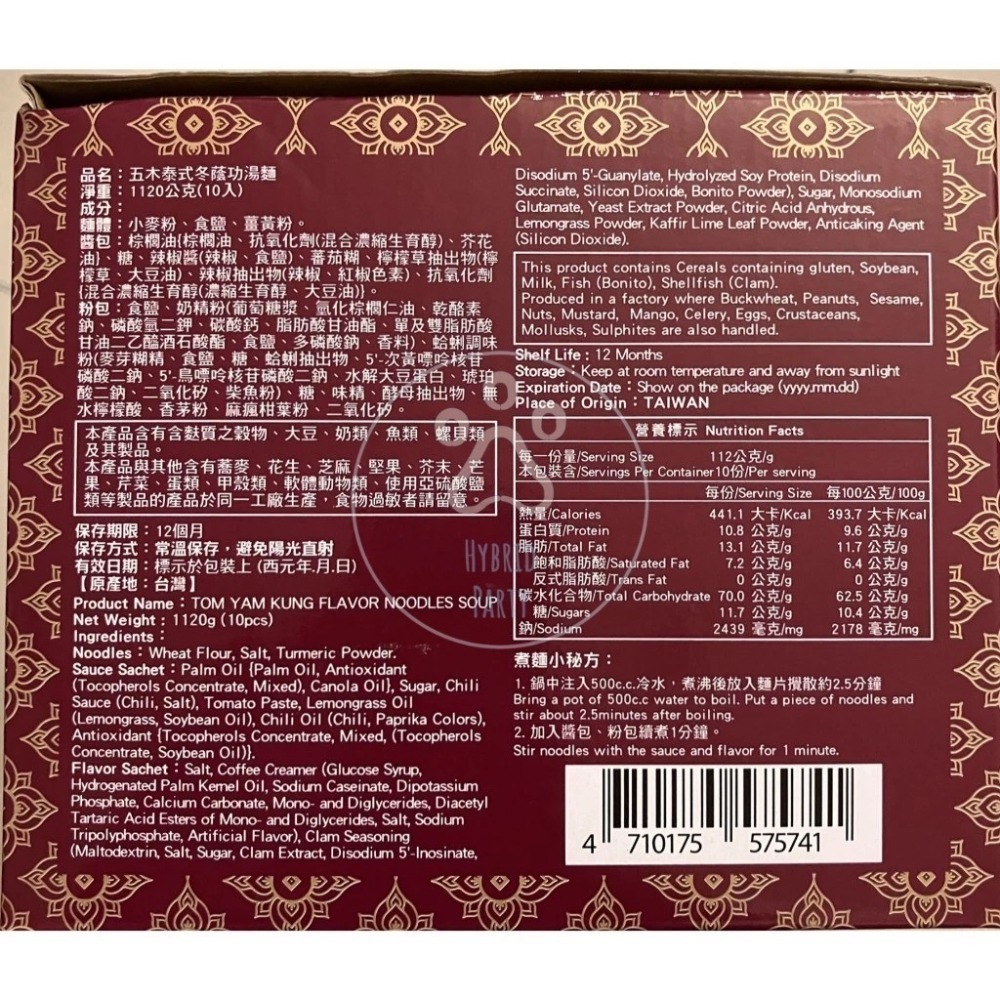 品名：五木泰式冬蔭功湯麵
淨重：1120公克(10入)
成分：
麵體：小麥粉、食鹽、薑黃粉。
醬包：棕櫚油{棕櫚油、抗氧化劑(混合濃縮生育醇)、芥花
油}、糖、辣椒醬(辣椒、食鹽)、蕃茄糊、檸檬草抽出物(檸
檬草、大豆油)、辣椒抽出物(辣椒、紅椒色素)、抗氧化劑
{混合濃縮生育醇(濃縮生育醇、大豆油)}。
粉包：食鹽、奶精粉(葡萄糖漿、氫化棕櫚仁油、乾酪素
鈉、磷酸氫二鉀、碳酸鈣、脂肪酸甘油酯、單及雙脂肪酸
甘油二乙醯酒石酸酯、食鹽、多磷酸鈉、香料)、蛤蜊調味
粉(麥芽糊精、食鹽、糖、蛤蜊抽出物、5'-次黃嘌呤核苷
磷酸二鈉、5'-鳥嘌呤核苷磷酸二鈉、水解大豆蛋白、琥珀
酸二鈉、二氧化矽、柴魚粉)、糖、味精、酵母抽出物、無
水檸檬酸、香茅粉、麻瘋柑葉粉、二氧化矽。
本產品含有含麩質之穀物、大豆、奶類、魚類、螺貝類
及其製品。
本產品與其他含有蕎麥、花生、芝麻、堅果、芥末、芒
果、芹菜、蛋類、甲殼類、軟體動物類、使用亞硫酸鹽
類等製品的產品於同一工廠生產，食物過敏者請留意。
保存期限：12個月
保存方式：常溫保存，避免陽光直射
有效日期：標示於包裝上(西元年.月.日)
【原產地：台灣】
Product Name：TOM YAM KUNG FLAVOR NOODLES SOUP
Net Weight：1120g (10pcs)
Ingredients：
Noodles：Wheat Flour, Salt, Turmeric Powder.
Sauce Sachet：Palm Oil {Palm Oil, Antioxidant
(Tocopherols Concentrate, Mixed), Canola Oil}, Sugar, Chili
Sauce (Chili, Salt), Tomato Paste, Lemongrass Oil
(Lemongrass, Soybean Oil), Chili Oil (Chili, Paprika Colors),
Antioxidant {Tocopherols Concentrate, Mixed, (Tocopherols
Concentrate, Soybean Oil)}.
Flavor Sachet：Salt, Coffee Creamer (Glucose Syrup,
Hydrogenated Palm Kernel Oil, Sodium Caseinate, Dipotassium
Phosphate, Calcium Carbonate, Mono- and Diglycerides, Diacetyl
Tartaric Acid Esters of Mono- and Diglycerides, Salt, Sodium
Tripolyphosphate, Artificial Flavor), Clam Seasoning
(Maltodextrin, Salt, Sugar, Clam Extract, Disodium 5'-Inosinate,
Disodium 5'-Guanylate, Hydrolyzed Soy Protein, Disodium
Succinate, Silicon Dioxide, Bonito Powder), Sugar, Monosodium
Glutamate, Yeast Extract Powder, Citric Acid Anhydrous,
Lemongrass Powder, Kaffir Lime Leaf Powder, Anticaking Agent
(Silicon Dioxide).
This product contains Cereals containing gluten, Soybean,
Milk, Fish (Bonito), Shellfish (Clam).
Produced in a factory where Buckwheat, Peanuts, Sesame,
Nuts, Mustard, Mango, Celery, Eggs, Crustaceans,
Mollusks, Sulphites are also handled.
Shelf Life：12 Months
Storage：Keep at room temperature and away from sunlight
Expiration Date：Show on the package (yyyy.mm.dd)
Place of Origin：TAIWAN
營養標示 Nutrition Facts
每一份量/Serving Size 112公克/g
本包裝含/Servings Per Container 10份/Per serving
每份/Serving Size 每100公克/100g
熱量/Calories 441.1 大卡/Kcal 393.7 大卡/Kcal
蛋白質/Protein 10.8 公克/g 9.6 公克/g
脂肪/Total Fat 13.1 公克/g 11.7 公克/g
飽和脂肪/Saturated Fat 7.2 公克/g 6.4 公克/g
反式脂肪/Trans Fat 0 公克/g 0 公克/g
碳水化合物/Total Carbohydrate 70.0 公克/g 62.5 公克/g
糖/Sugars 11.7 公克/g 10.4 公克/g
鈉/Sodium 2439 毫克/mg 2178 毫克/mg
煮麵小秘方：
1. 鍋中注入500c.c.冷水，煮沸後放入麵片攪散約2.5分鐘
Bring a pot of 500c.c. water to boil. Put a piece of noodles and
stir about 2.5minutes after boiling.
2. 加入醬包、粉包續煮1分鐘。
Stir noodles with the sauce and flavor for 1 minute.
4 710175 575741
HYBRID
PARTY